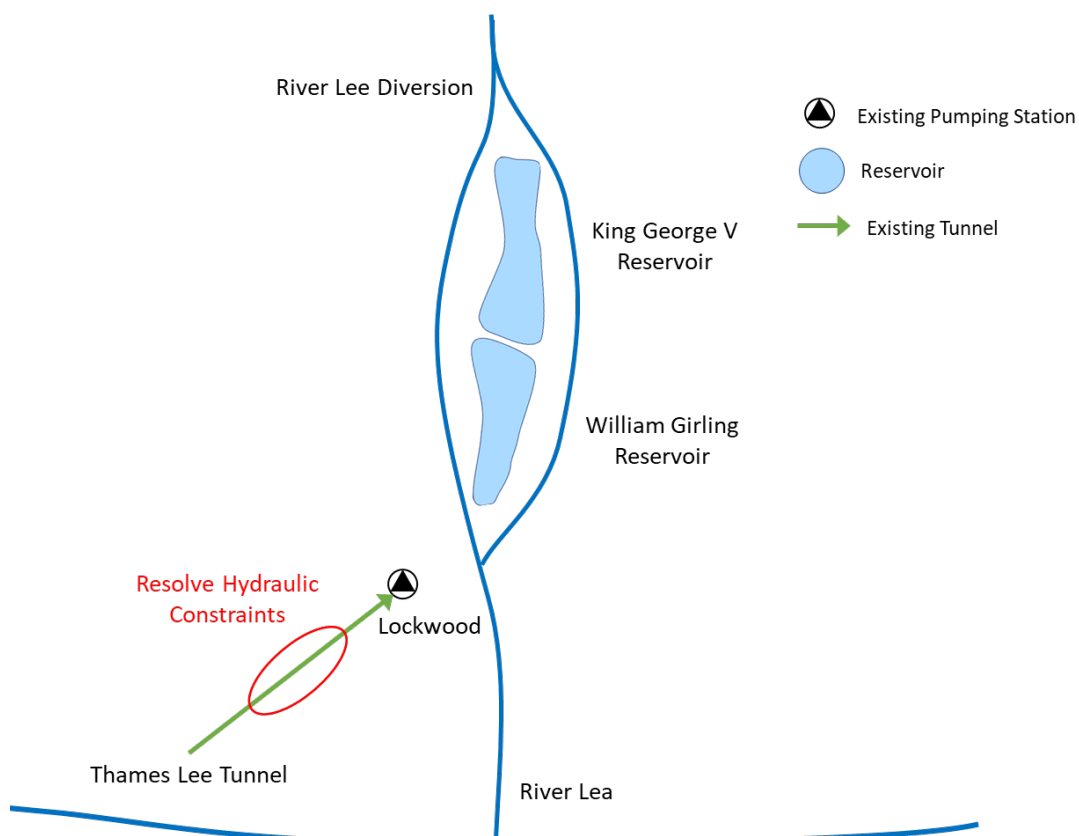 River Lee Diversion
Existing Pumping Station
Reservoir
Existing Tunnel
King George V
Reservoir
William Girling
Reservoir
Resolve Hydraulic
Constraints
Lockwood
Thames Lee Tunnel
River Lea